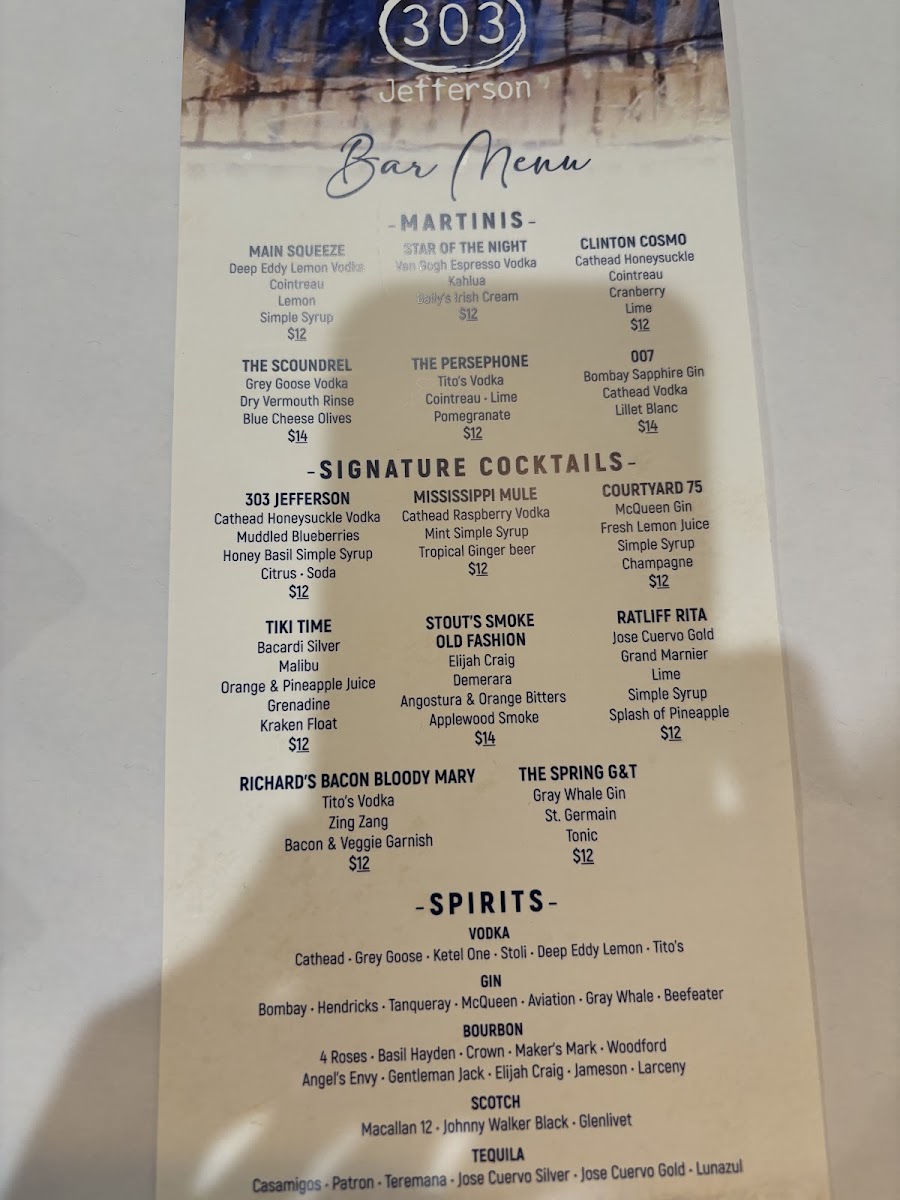 303
Jefferson
Bar Menu
-MARTINIS-
MAIN SQUEEZE
Deep Eddy Lemon Vodka
Cointreau
Lemon
Simple Syrup
$12
STAR OF THE NIGHT
Van Gogh Espresso Vodka
Kahlua
Baily's Irish Cream
$12
CLINTON COSMO
Cathead Honeysuckle
Cointreau
Cranberry
Lime
$12
THE SCOUNDREL
Grey Goose Vodka
Dry Vermouth Rinse
Blue Cheese Olives
$14
THE PERSEPHONE
Tito's Vodka
Cointreau · Lime
Pomegranate
$12
007
Bombay Sapphire Gin
Cathead Vodka
Lillet Blanc
$14
-SIGNATURE COCKTAILS-
303 JEFFERSON
Cathead Honeysuckle Vodka
Muddled Blueberries
Honey Basil Simple Syrup
Citrus · Soda
$12
MISSISSIPPI MULE
Cathead Raspberry Vodka
Mint Simple Syrup
Tropical Ginger beer
$12
COURTYARD 75
McQueen Gin
Fresh Lemon Juice
Simple Syrup
Champagne
$12
TIKI TIME
Bacardi Silver
Malibu
Orange & Pineapple Juice
Grenadine
Kraken Float
$12
STOUT'S SMOKE
OLD FASHION
Elijah Craig
Demerara
Angostura & Orange Bitters
Applewood Smoke
$14
RATLIFF RITA
Jose Cuervo Gold
Grand Marnier
Lime
Simple Syrup
Splash of Pineapple
$12
RICHARD'S BACON BLOODY MARY
Tito's Vodka
Zing Zang
Bacon & Veggie Garnish
$12
THE SPRING G&T
Gray Whale Gin
St. Germain
Tonic
$12
-SPIRITS-
VODKA
Cathead · Grey Goose · Ketel One · Stoli · Deep Eddy Lemon · Tito's
GIN
Bombay · Hendricks · Tanqueray · McQueen · Aviation · Gray Whale · Beefeater
BOURBON
4 Roses · Basil Hayden · Crown · Maker's Mark · Woodford
Angel's Envy · Gentleman Jack · Elijah Craig · Jameson · Larceny
SCOTCH
Macallan 12 · Johnny Walker Black · Glenlivet
TEQUILA
Casamigos · Patron · Teremana · Jose Cuervo Silver · Jose Cuervo Gold · Lunazul